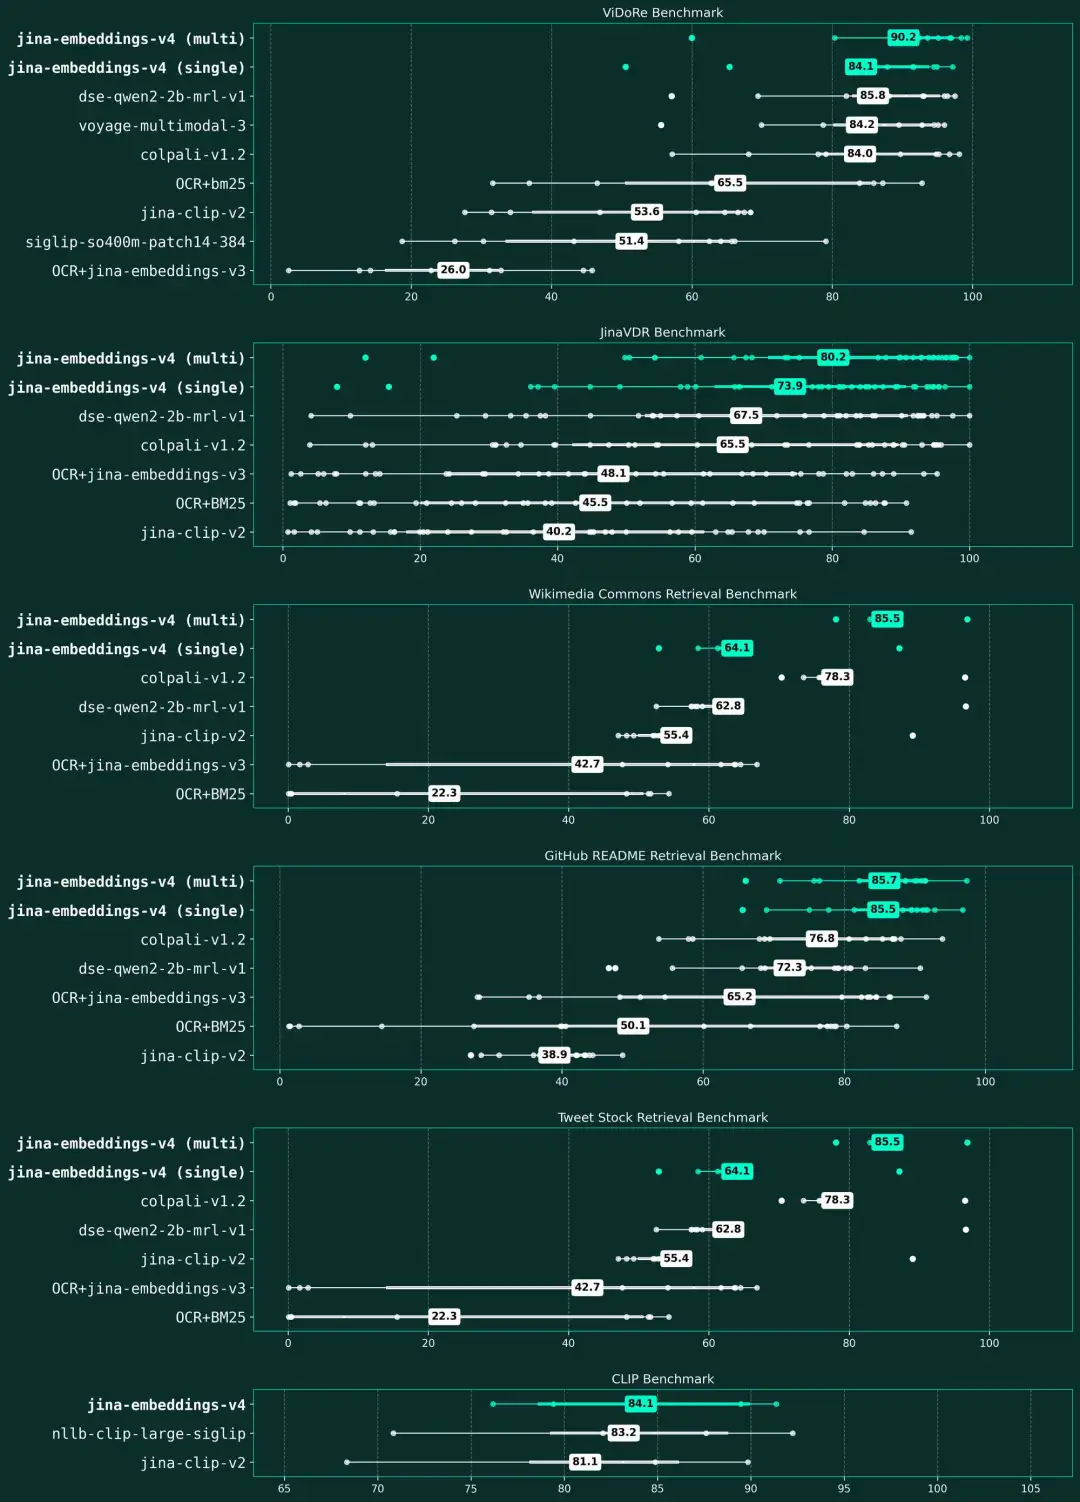 ViDoRe Benchmark
jina-embeddings-v4 (multi) 90.2
jina-embeddings-v4 (single) 84.1
dse-qwen2-2b-mrl-v1 85.8
voyage-multimodal-3 84.2
colpali-v1.2 84.0
OCR+bm25 65.5
jina-clip-v2 53.6
siglip-so400m-patch14-384 51.4
OCR+jina-embeddings-v3 26.0
0 20 40 60 80 100
JinaVDR Benchmark
jina-embeddings-v4 (multi) 80.2
jina-embeddings-v4 (single) 73.9
dse-qwen2-2b-mrl-v1 67.5
colpali-v1.2 65.5
OCR+jina-embeddings-v3 48.1
OCR+BM25 45.5
jina-clip-v2 40.2
0 20 40 60 80 100
Wikimedia Commons Retrieval Benchmark
jina-embeddings-v4 (multi) 85.5
jina-embeddings-v4 (single) 64.1
colpali-v1.2 78.3
dse-qwen2-2b-mrl-v1 62.8
jina-clip-v2 55.4
OCR+jina-embeddings-v3 42.7
OCR+BM25 22.3
0 20 40 60 80 100
GitHub README Retrieval Benchmark
jina-embeddings-v4 (multi) 85.7
jina-embeddings-v4 (single) 85.5
colpali-v1.2 76.8
dse-qwen2-2b-mrl-v1 72.3
OCR+jina-embeddings-v3 65.2
OCR+BM25 50.1
jina-clip-v2 38.9
0 20 40 60 80 100
Tweet Stock Retrieval Benchmark
jina-embeddings-v4 (multi) 85.5
jina-embeddings-v4 (single) 64.1
colpali-v1.2 78.3
dse-qwen2-2b-mrl-v1 62.8
jina-clip-v2 55.4
OCR+jina-embeddings-v3 42.7
OCR+BM25 22.3
0 20 40 60 80 100
CLIP Benchmark
jina-embeddings-v4 84.1
nllb-clip-large-siglip 83.2
jina-clip-v2 81.1
65 70 75 80 85 90 95 100 105